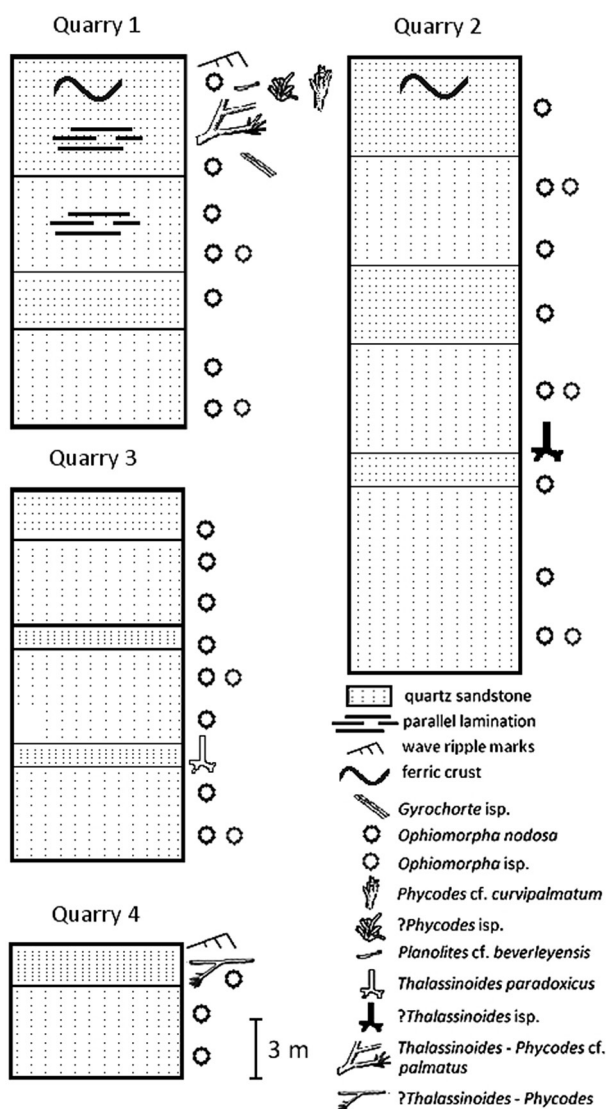 Quarry 1
Quarry 2
Quarry 3
Quarry 4
3 m
quartz sandstone
parallel lamination
wave ripple marks
ferric crust
Gyrochorte isp.
Ophiomorpha nodosa
Ophiomorpha isp.
Phycodes cf. curvipalmatum
?Phycodes isp.
Planolites cf. beverleyensis
Thalassinoides paradoxicus
?Thalassinoides isp.
Thalassinoides - Phycodes cf.
palmatus
?Thalassinoides - Phycodes